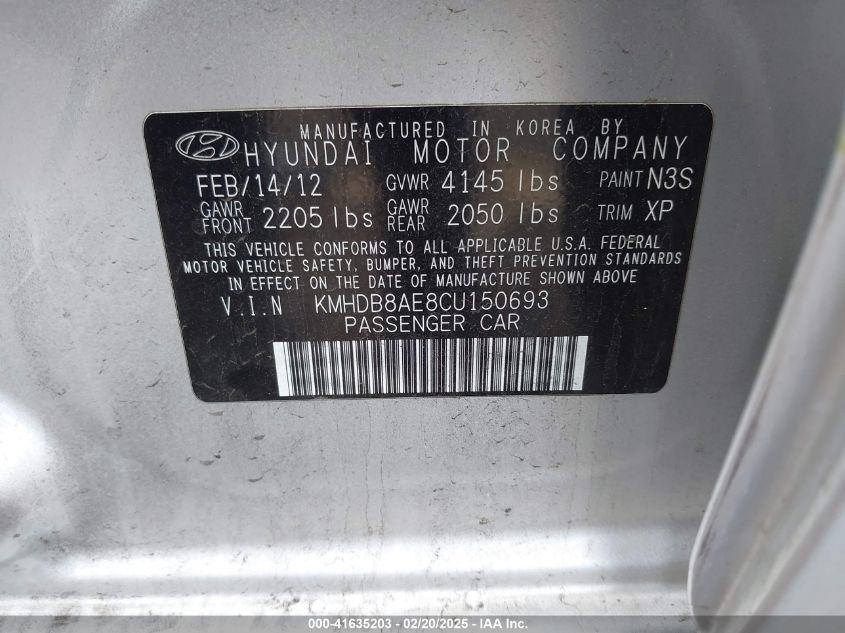 MANUFACTURED IN KOREA BY
HYUNDAI MOTOR COMPANY
FEB/14/12 GVWR 4145 lbs PAINT N3S
GAWR FRONT 2205 lbs GAWR REAR 2050 lbs TRIM XP
THIS VEHICLE CONFORMS TO ALL APPLICABLE U.S.A. FEDERAL
MOTOR VEHICLE SAFETY, BUMPER, AND THEFT PREVENTION STANDARDS
IN EFFECT ON THE DATE OF MANUFACTURE SHOWN ABOVE
V.I.N KMHDB8AE8CU150693
PASSENGER CAR
000-41635203 - 02/20/2025 - IAAI.com